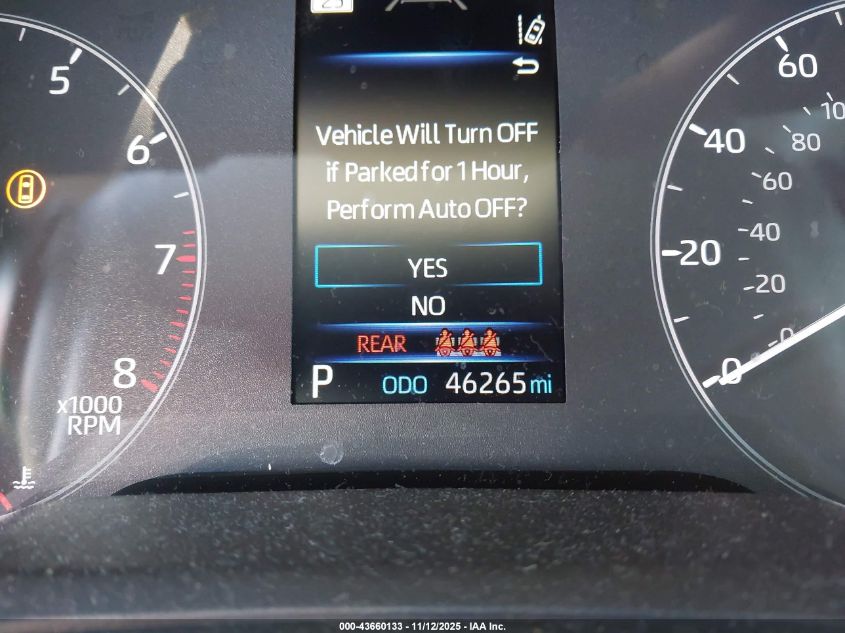 25
5
6
7
8
x1000
RPM
Vehicle Will Turn OFF
if Parked for 1 Hour,
Perform Auto OFF?
YES
NO
REAR
P ODO 46265 mi
60
40
20
0
80
60
40
20
0
000-43660133 - 11/12/2025 - IAA Inc.